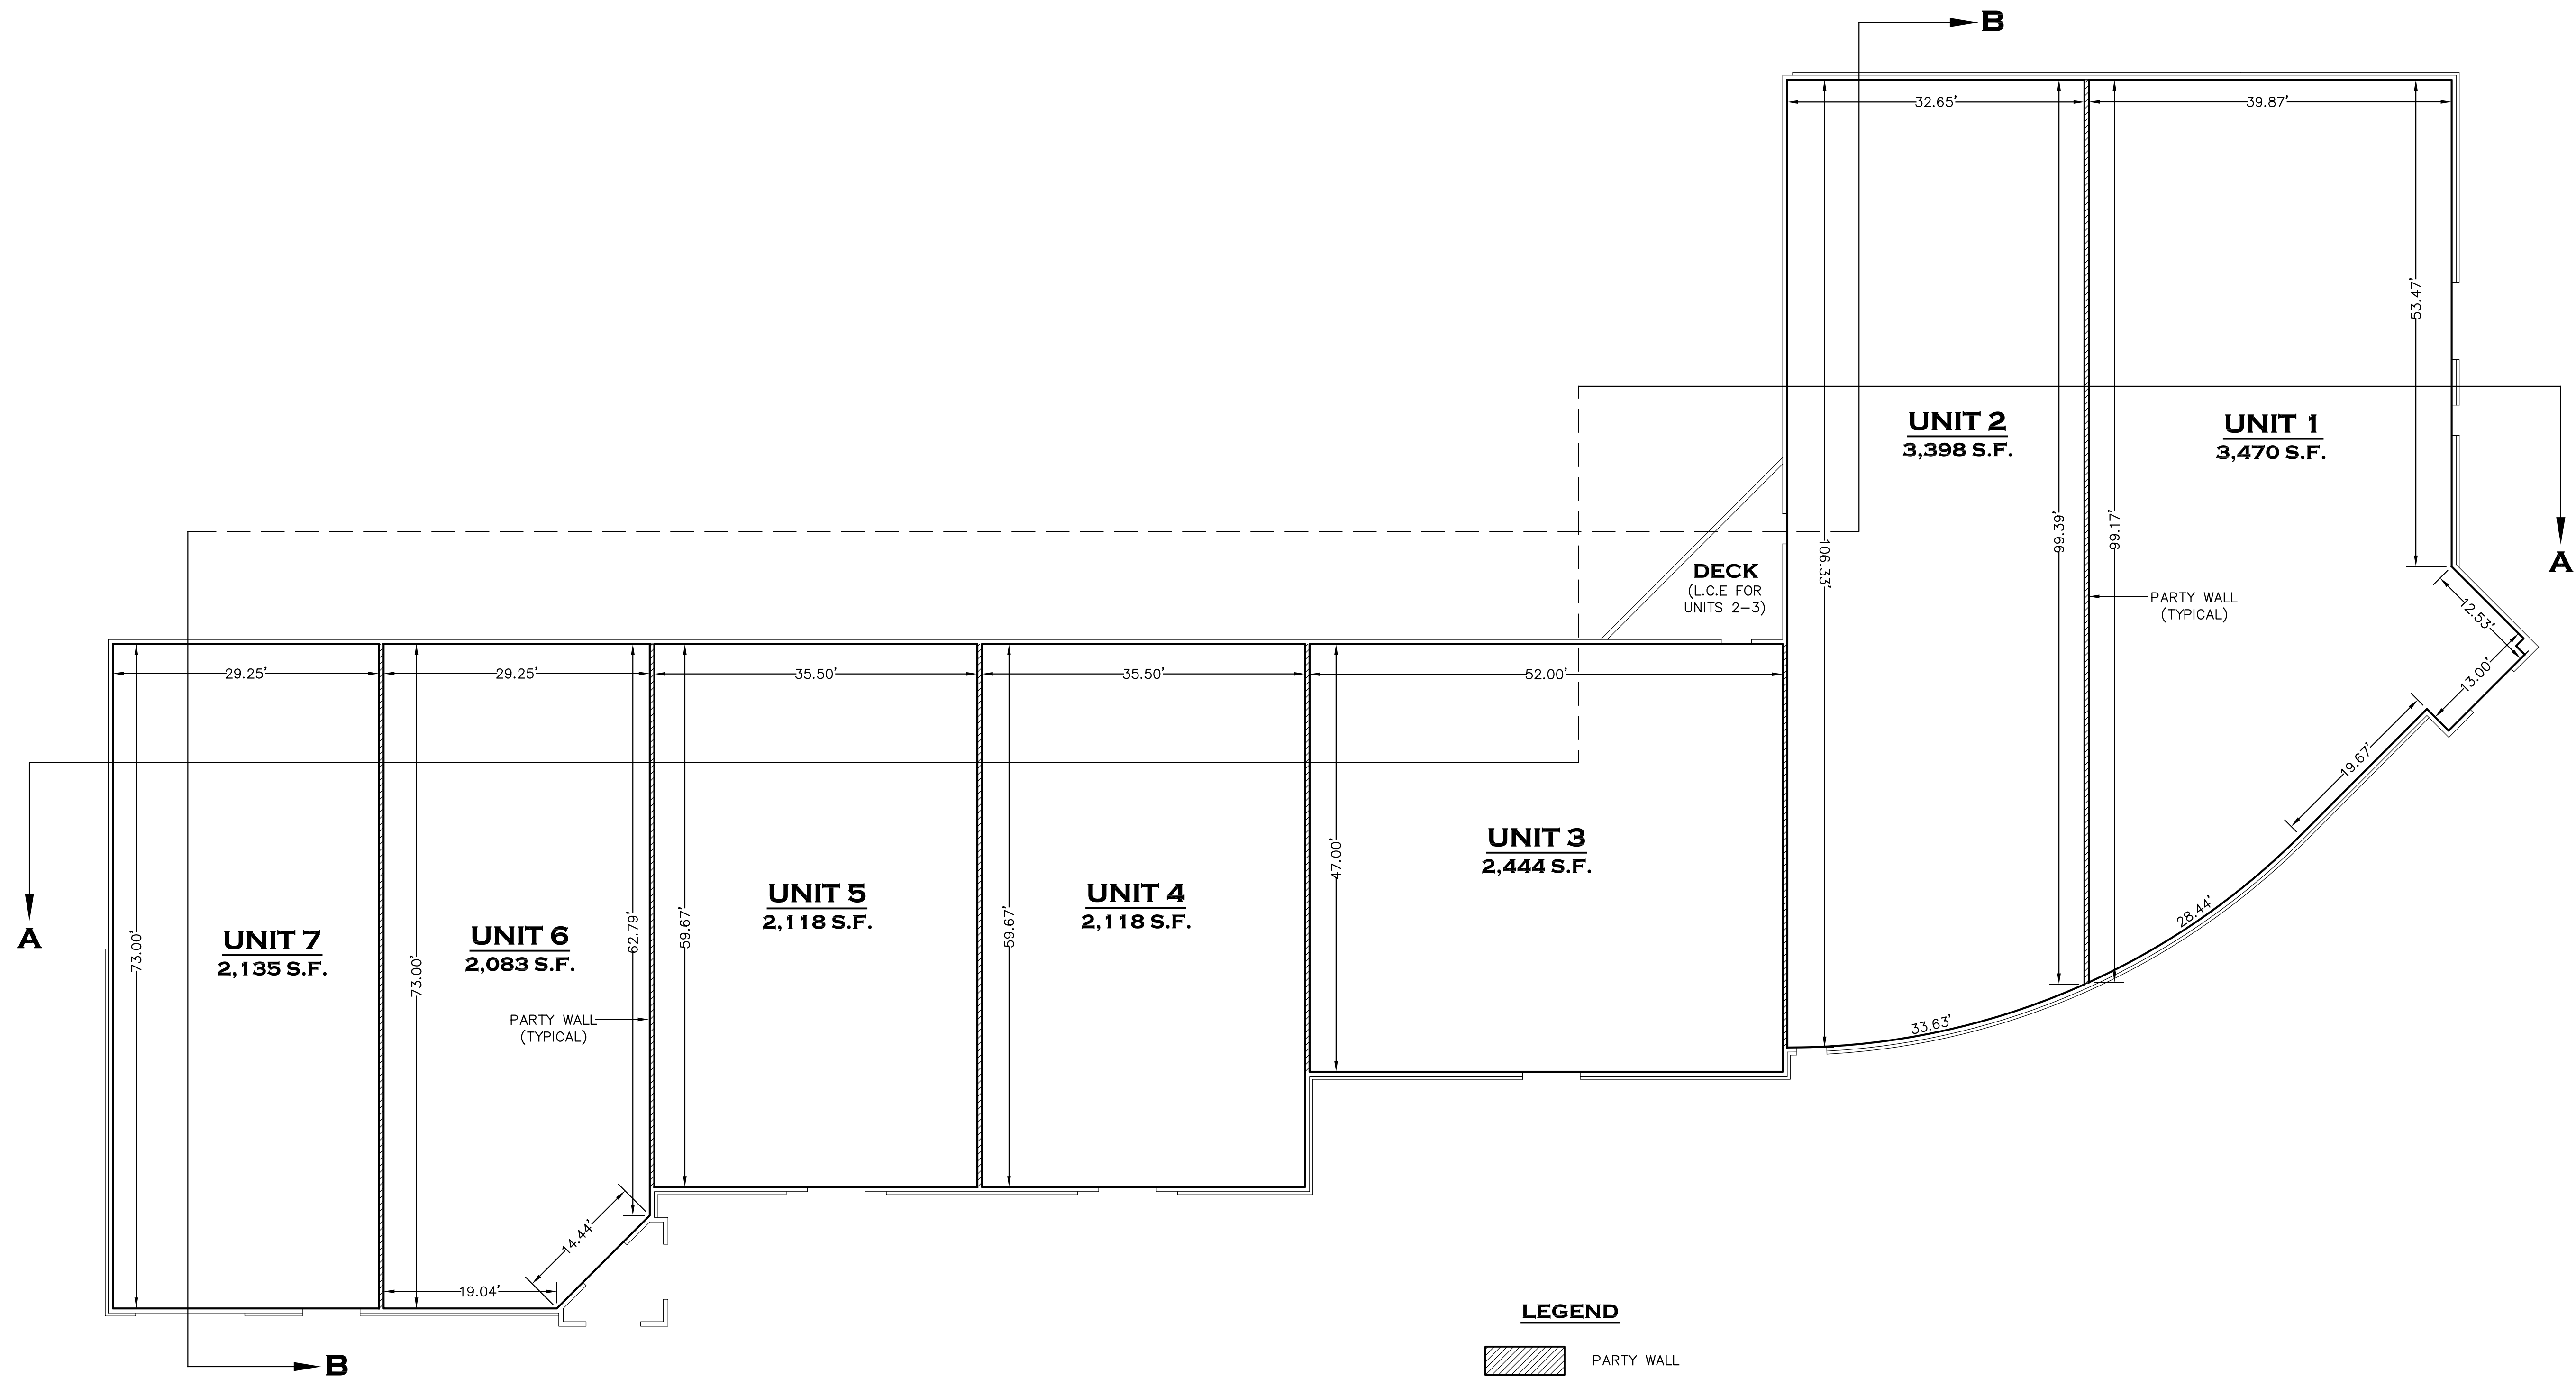 B
32.65'
39.87'
53.47'
UNIT 2
3,398 S.F.
UNIT 1
3,470 S.F.
106.33'
99.39'
99.17'
A
DECK
(L.C.E FOR
UNITS 2-3)
PARTY WALL
(TYPICAL)
12.53'
13.00'
19.67'
28.44'
33.63'
29.25'
29.25'
35.50'
35.50'
52.00'
47.00'
UNIT 3
2,444 S.F.
UNIT 5
2,118 S.F.
UNIT 4
2,118 S.F.
59.67'
59.67'
62.79'
A
73.00'
UNIT 7
2,135 S.F.
UNIT 6
2,083 S.F.
73.00'
PARTY WALL
(TYPICAL)
14.44'
19.04'
B
LEGEND
PARTY WALL